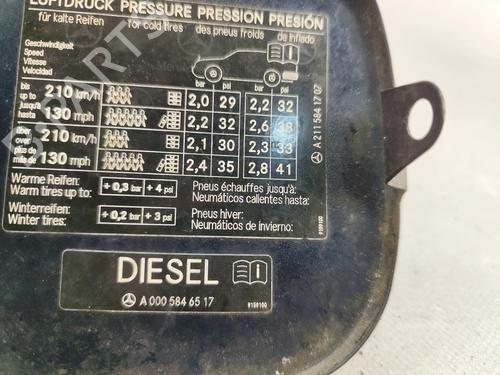 LUFTDRUCK PRESSURE PRESSION PRESIÓN
für kalte Reifen for cold tires des pneus froids de inflado
Geschwindigkeit
Speed
Vitesse
Velocidad
bar psi bar psi
bis
up to
jusqu'à
hasta
210 km/h
130 mph
2,0 29 2,2 32
2,2 32 2,6 38
über
over
plus de
más de
210 km/h
130 mph
2,1 30 2,3 33
2,4 35 2,8 41
Warme Reifen:
Warm tires up to:
+ 0,3 bar + 4 psi
Pneus échauffes jusqu'à:
Neumáticos calientes hasta:
Winterreifen:
Winter tires:
+ 0,2 bar + 3 psi
Pneus hiver:
Neumáticos de invierno:
A 211 584 17 07
DIESEL
A 000 584 65 17